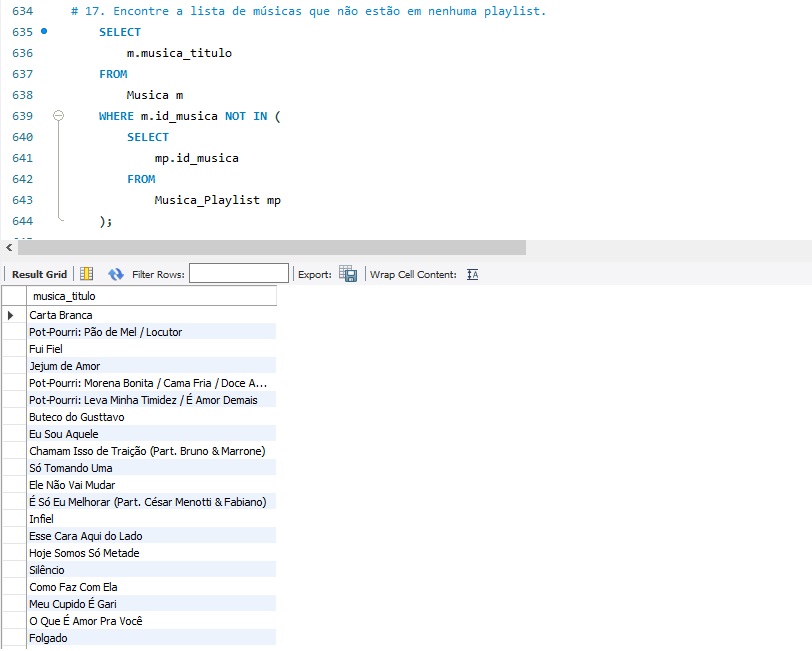 634 # 17. Encontre a lista de músicas que não estão em nenhuma playlist.
635 SELECT
636 m.musica_titulo
637 FROM
638 Musica m
639 WHERE m.id_musica NOT IN (
640 SELECT
641 mp.id_musica
642 FROM
643 Musica_Playlist mp
644 );
Result Grid Filter Rows: Export: Wrap Cell Content:
musica_titulo
Carta Branca
Pot-Pourri: Pão de Mel / Locutor
Fui Fiel
Jejum de Amor
Pot-Pourri: Morena Bonita / Cama Fria / Doce A...
Pot-Pourri: Leva Minha Timidez / É Amor Demais
Buteco do Gusttavo
Eu Sou Aquele
Chamam Isso de Traição (Part. Bruno & Marrone)
Só Tomando Uma
Ele Não Vai Mudar
É Só Eu Melhorar (Part. César Menotti & Fabiano)
Infiel
Esse Cara Aqui do Lado
Hoje Somos Só Metade
Silêncio
Como Faz Com Ela
Meu Cupido É Gari
O Que É Amor Pra Você
Folgado